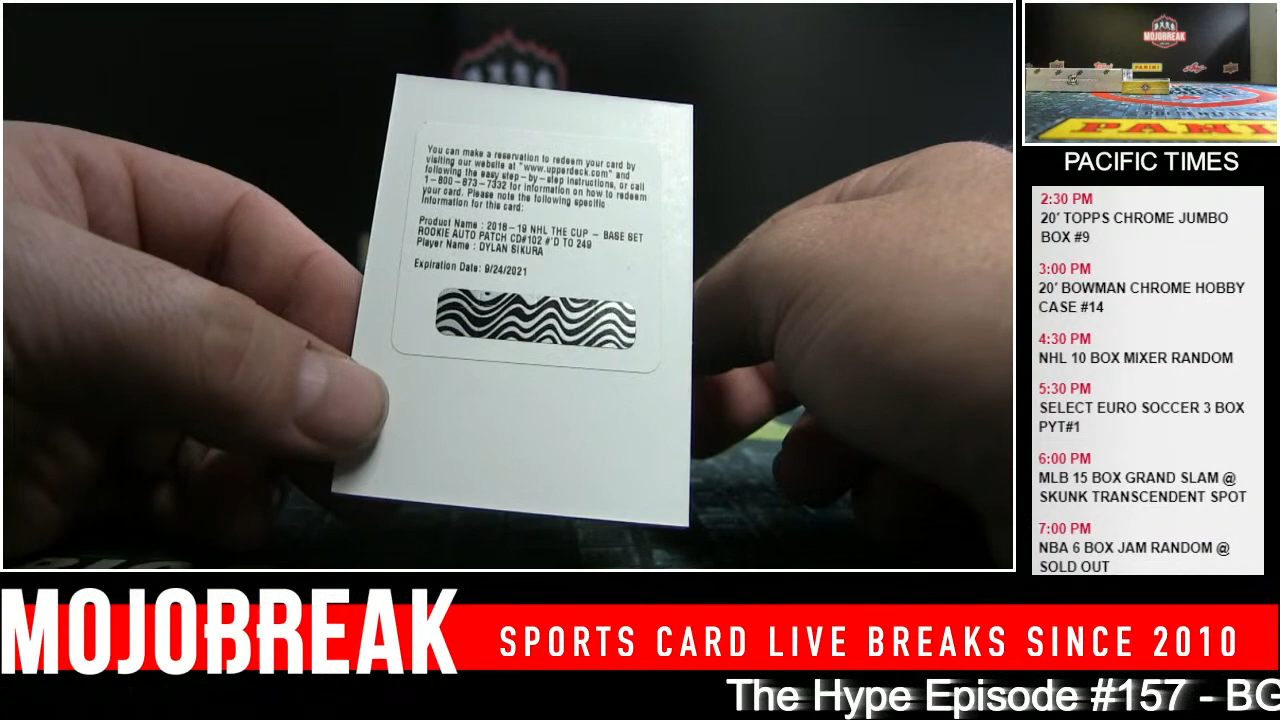 You can make a reservation to redeem your card by
visiting our website at "www.upperdeck.com" and
following the easy step-by-step instructions, or call
1-800-873-7332 for information on how to redeem
your card. Please note the following specific
information for this card:
Product Name : 2018-19 NHL THE CUP - BASE SET
ROOKIE AUTO PATCH CD#102 #'D TO 249
Player Name : DYLAN SIKURA
Expiration Date: 9/24/2021
MOJOBREAK
PANINI
PANINI
PACIFIC TIMES
2:30 PM
20' TOPPS CHROME JUMBO
BOX #9
3:00 PM
20' BOWMAN CHROME HOBBY
CASE #14
4:30 PM
NHL 10 BOX MIXER RANDOM
5:30 PM
SELECT EURO SOCCER 3 BOX
PYT#1
6:00 PM
MLB 15 BOX GRAND SLAM @
SKUNK TRANSCENDENT SPOT
7:00 PM
NBA 6 BOX JAM RANDOM @
SOLD OUT
MOJOBREAK
SPORTS CARD LIVE BREAKS SINCE 2010
The Hype Episode #157 - BG